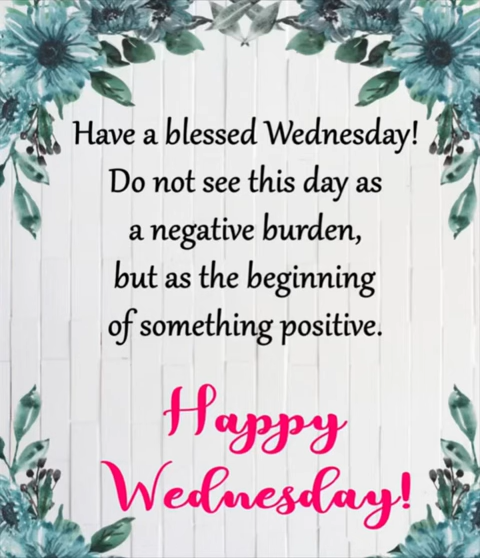 Have a blessed Wednesday!
Do not see this day as
a negative burden,
but as the beginning
of something positive.
Happy
Wednesday!